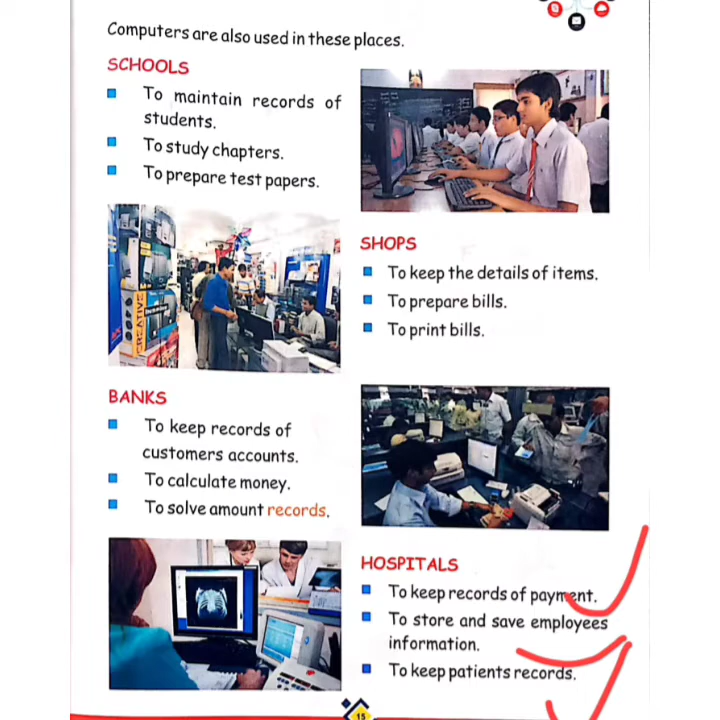 Computers are also used in these places.
SCHOOLS
To maintain records of
students.
To study chapters.
To prepare test papers.
CREATIVE
SHOPS
To keep the details of items.
To prepare bills.
To print bills.
BANKS
To keep records of
customers accounts.
To calculate money.
To solve amount records.
HOSPITALS
To keep records of payment.
To store and save employees
information.
To keep patients records.
15